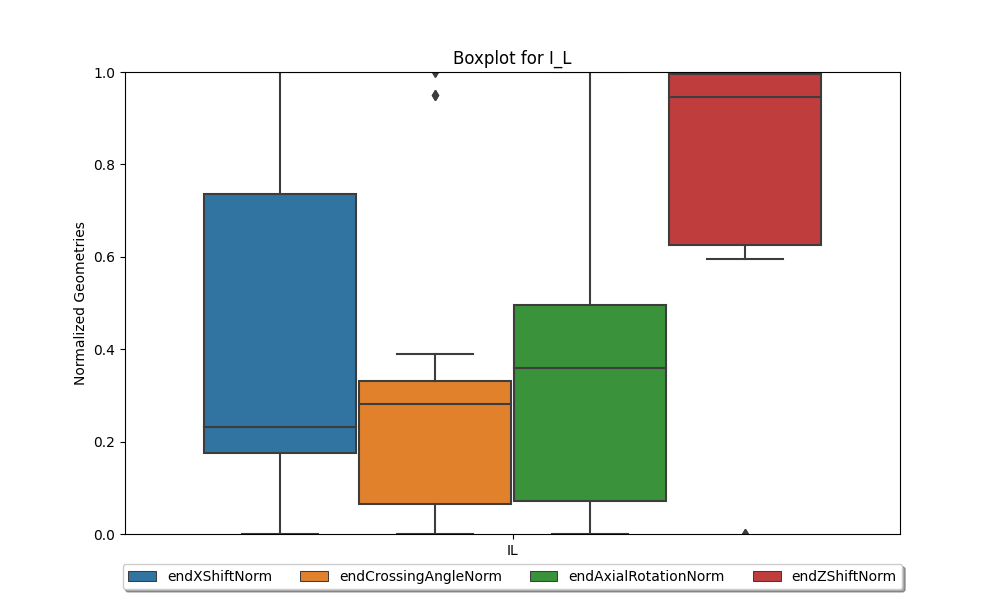 Boxplot for I_L
1.0
0.8
0.6
0.4
0.2
0.0
Normalized Geometries
IL
endXShiftNorm endCrossingAngleNorm endAxialRotationNorm endZShiftNorm